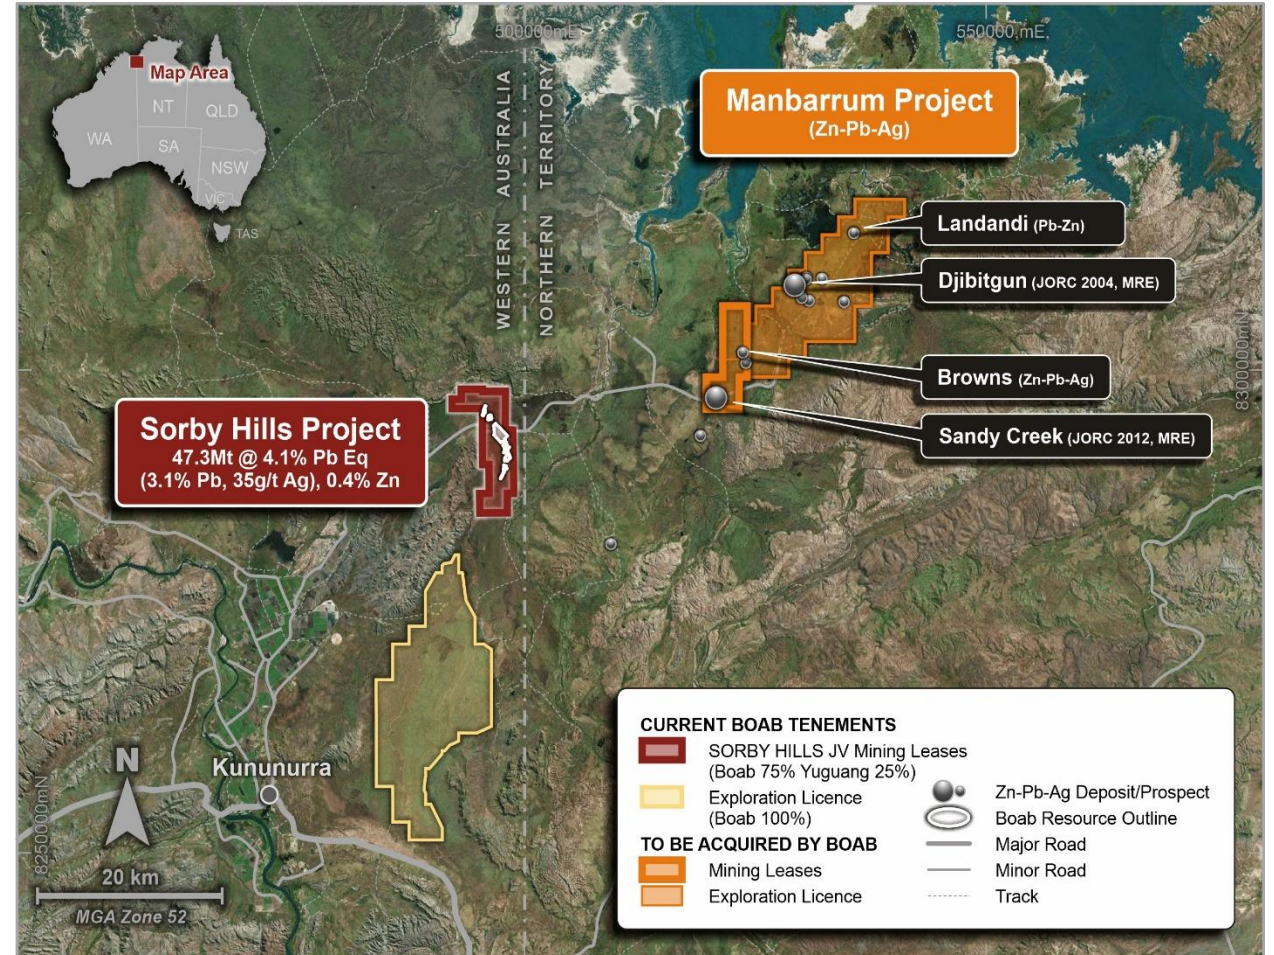 500000mE
550000 mE
Map Area
NT
QLD
WA
SA
NSW
VIC
TAS
WESTERN AUSTRALIA
NORTHERN TERRITORY
Manbarrum Project
(Zn-Pb-Ag)
Landandi (Pb-Zn)
Djibitgun (JORC 2004, MRE)
Browns (Zn-Pb-Ag)
Sandy Creek (JORC 2012, MRE)
8300000mN
Sorby Hills Project
47.3Mt @ 4.1% Pb Eq
(3.1% Pb, 35g/t Ag), 0.4% Zn
N
Kununurra
8250000mN
20 km
MGA Zone 52
CURRENT BOAB TENEMENTS
SORBY HILLS JV Mining Leases
(Boab 75% Yuguang 25%)
Exploration Licence
(Boab 100%)
TO BE ACQUIRED BY BOAB
Mining Leases
Exploration Licence
Zn-Pb-Ag Deposit/Prospect
Boab Resource Outline
Major Road
Minor Road
Track